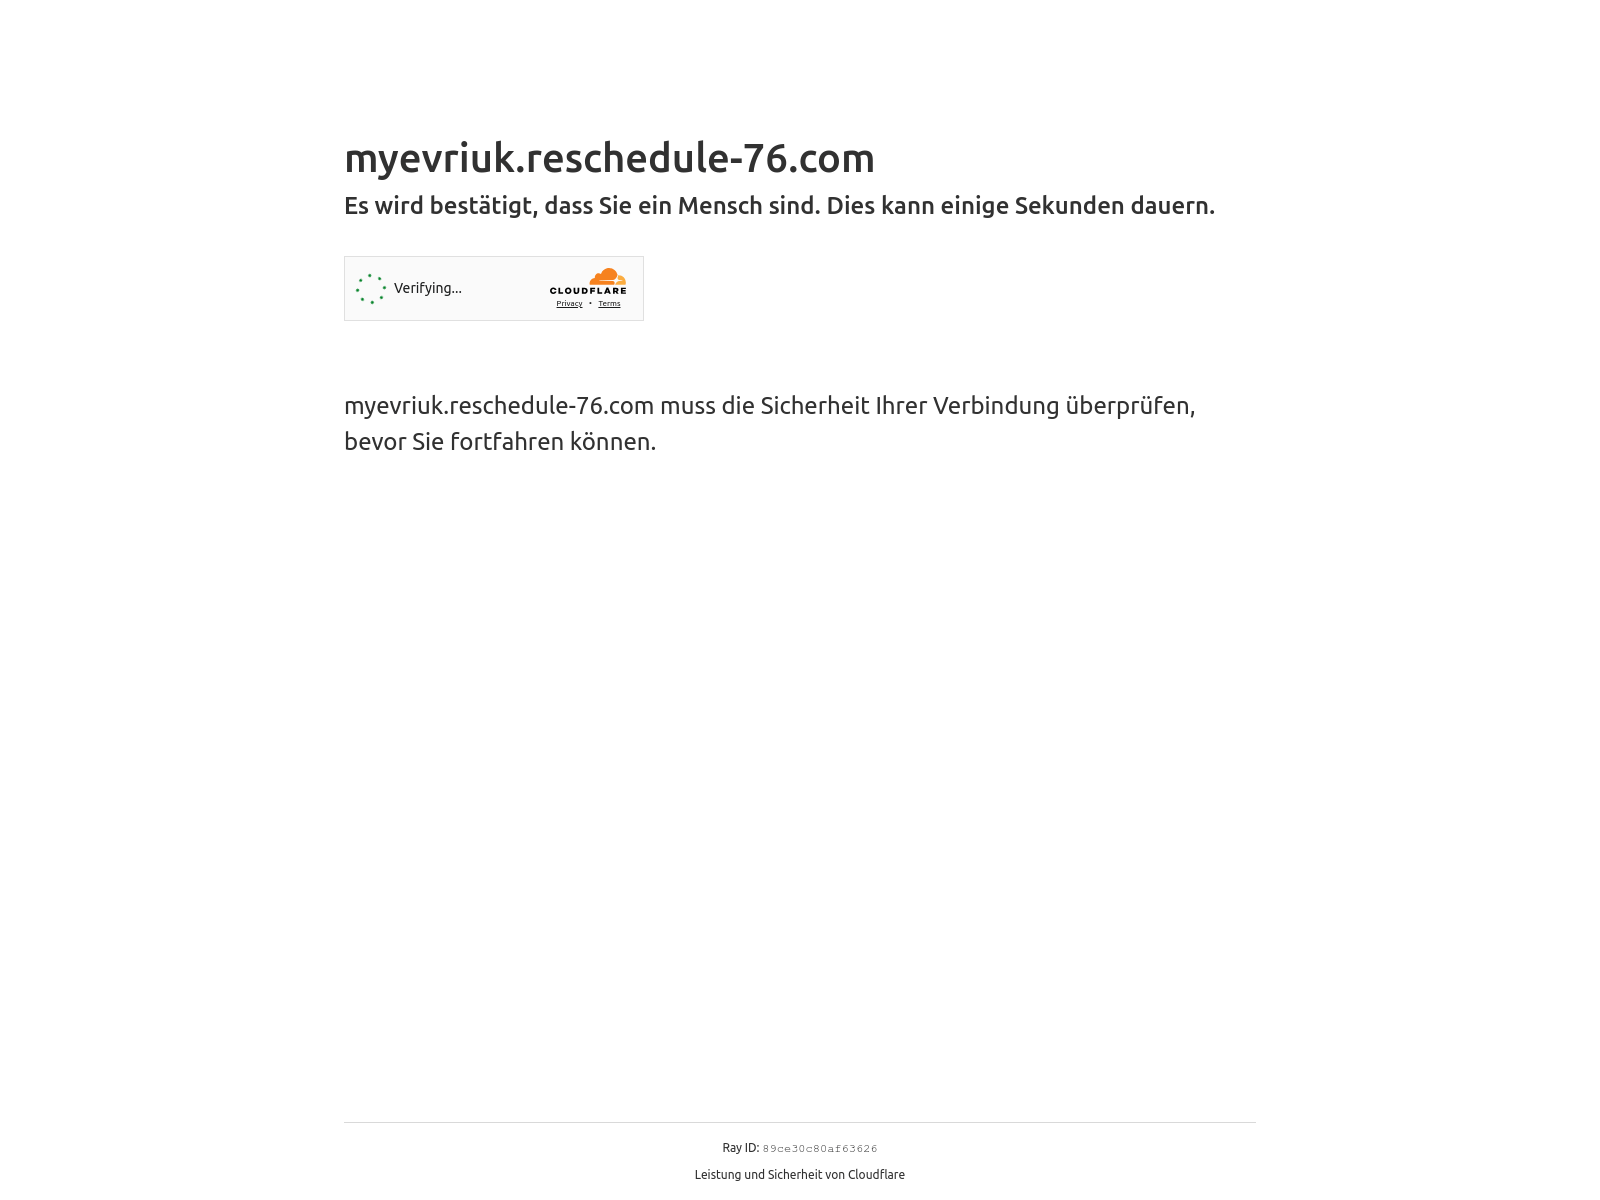 myevriuk.reschedule-76.com
Es wird bestätigt, dass Sie ein Mensch sind. Dies kann einige Sekunden dauern.
Verifying...
CLOUDFLARE
Privacy • Terms
myevriuk.reschedule-76.com muss die Sicherheit Ihrer Verbindung überprüfen,
bevor Sie fortfahren können.
Ray ID: 89ce30c80af63626
Leistung und Sicherheit von Cloudflare